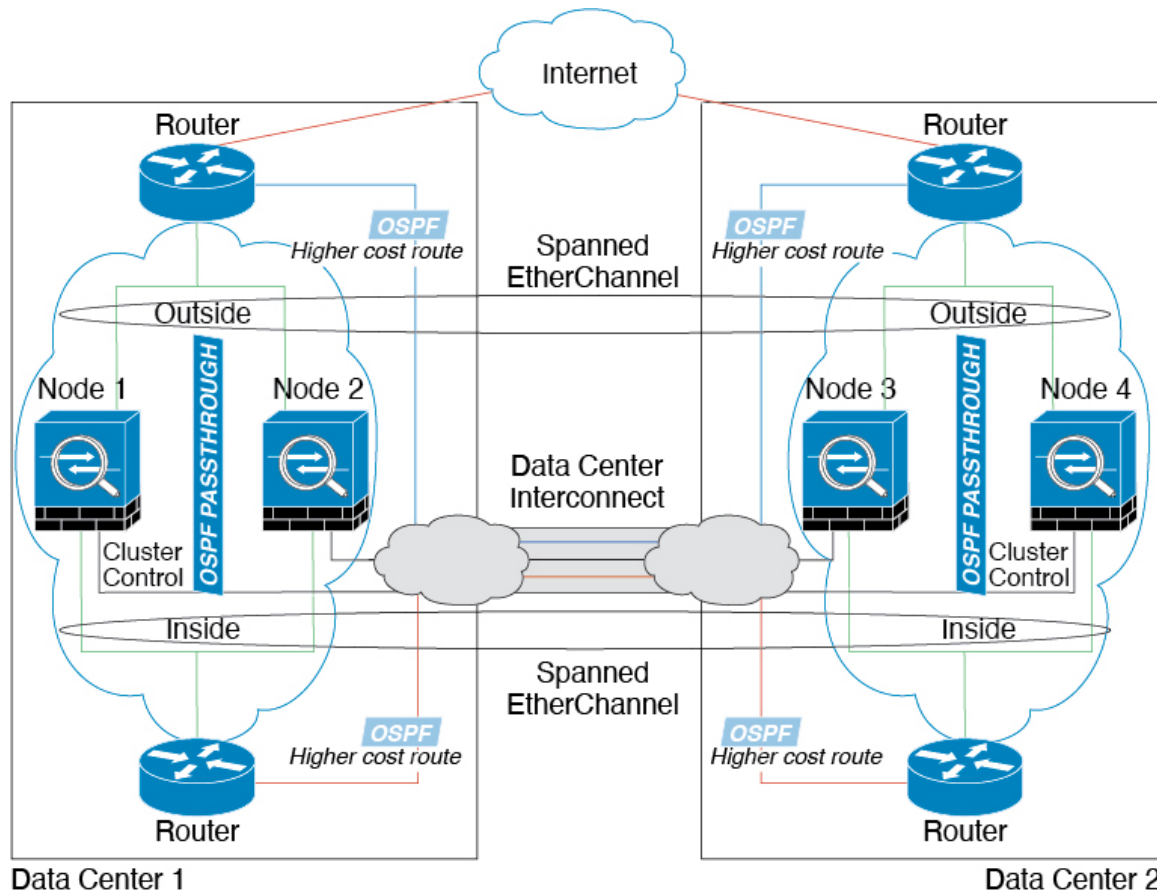 Internet
Router
Router
OSPF
Higher cost route
Spanned
EtherChannel
OSPF
Higher cost route
Outside
Outside
Node 1
Node 2
Node 3
Node 4
OSPF PASSTHROUGH
OSPF PASSTHROUGH
Data Center
Interconnect
Cluster
Control
Cluster
Control
Inside
Inside
Spanned
EtherChannel
OSPF
Higher cost route
OSPF
Higher cost route
Router
Router
Data Center 1
Data Center 2